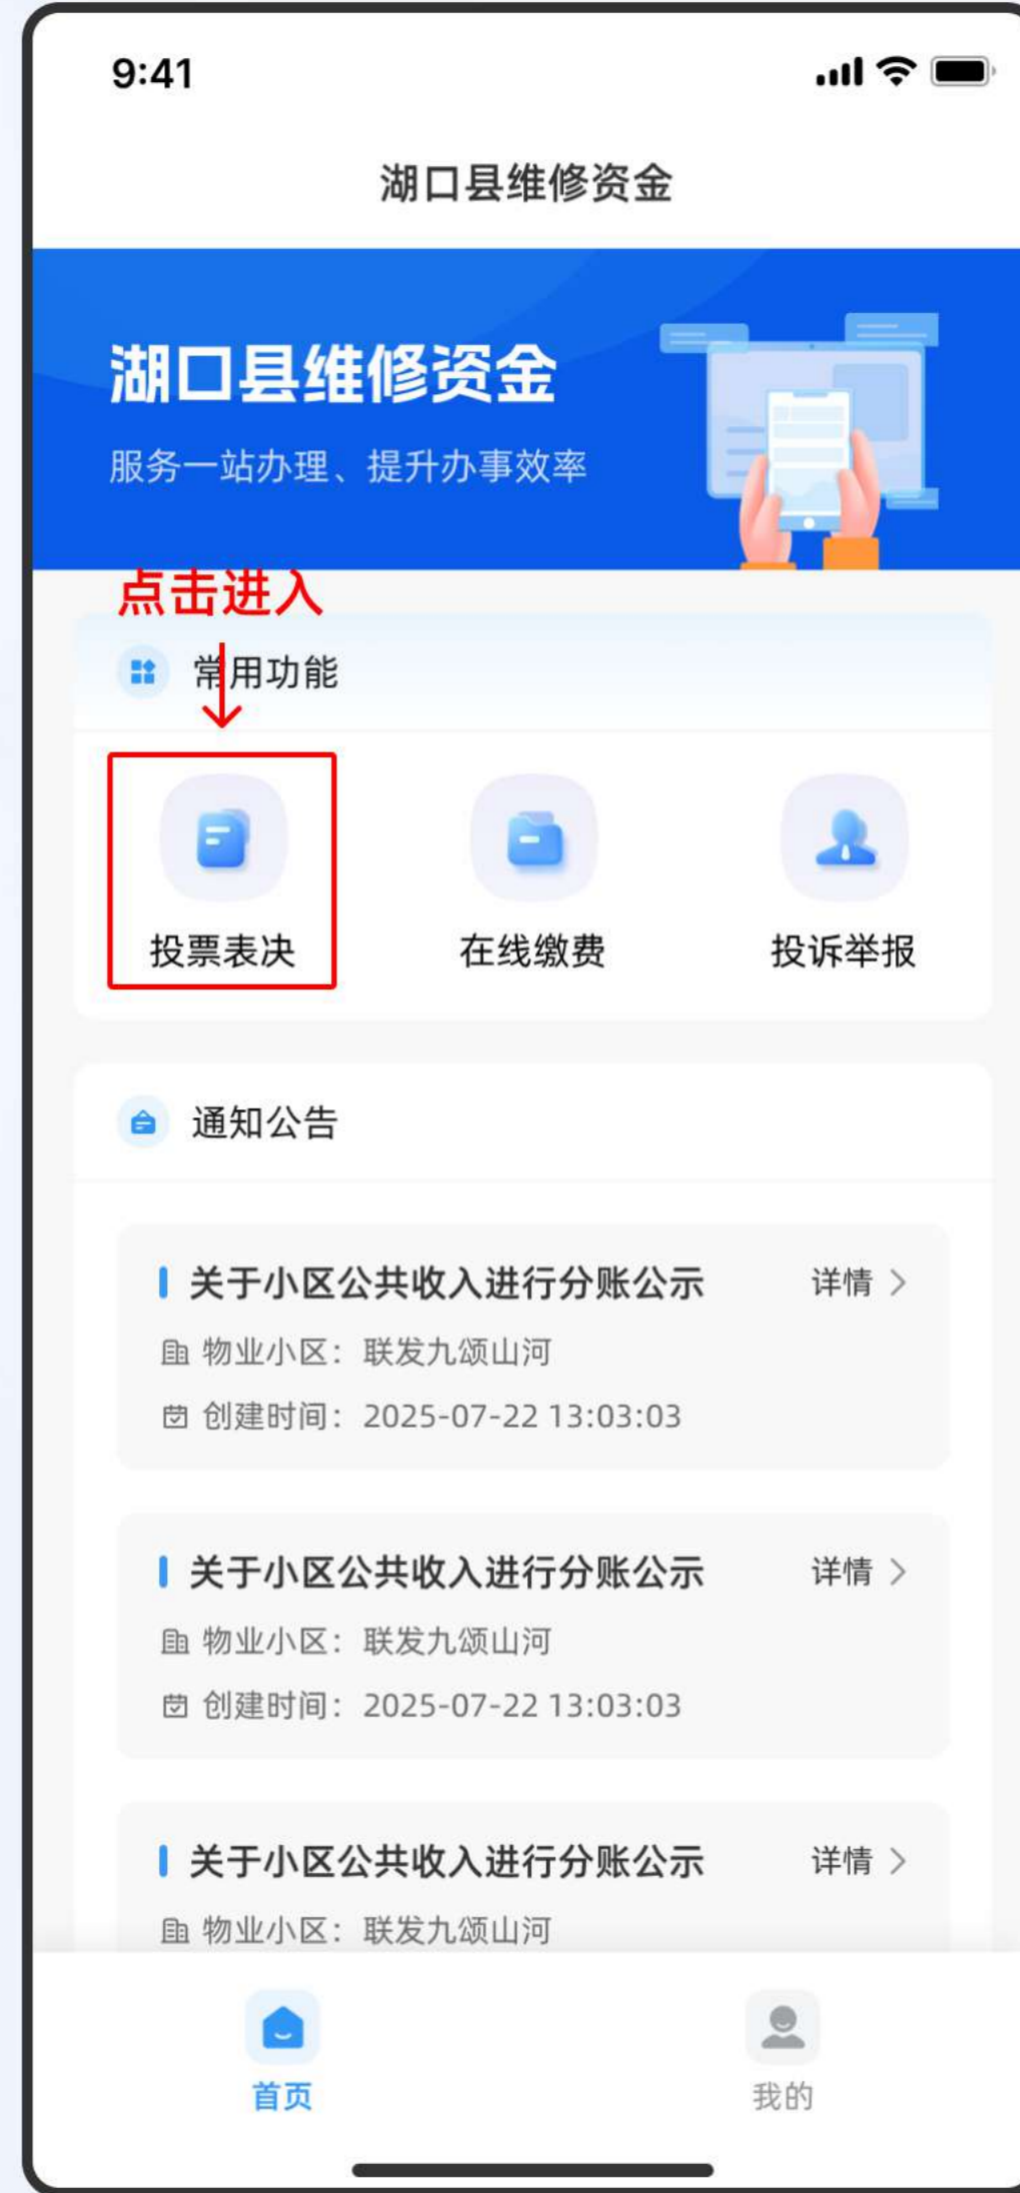 9:41
湖口县维修资金
湖口县维修资金
服务一站办理、提升办事效率
点击进入
常用功能
投票表决
在线缴费
投诉举报
通知公告
关于小区公共收入进行分账公示 详情
物业小区：联发九颂山河
创建时间：2025-07-22 13:03:03
关于小区公共收入进行分账公示 详情
物业小区：联发九颂山河
创建时间：2025-07-22 13:03:03
关于小区公共收入进行分账公示 详情
物业小区：联发九颂山河
首页
我的